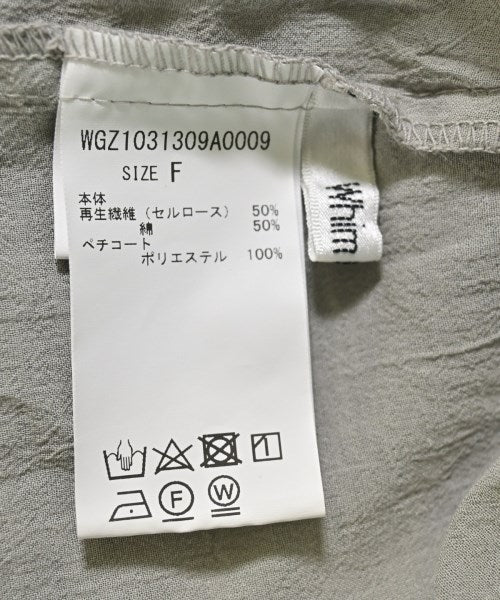 WGZ1031309A0009
SIZE F
本体
再生繊維（セルロース） 50%
綿 50%
ペチコート
ポリエステル 100%
F
W
Whim